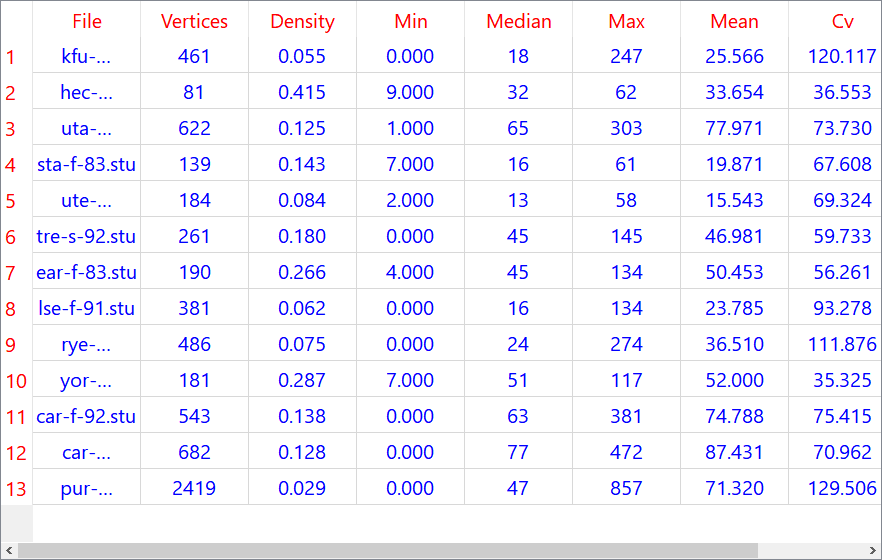 File Vertices Density Min Median Max Mean Cv
1 kfu-... 461 0.055 0.000 18 247 25.566 120.117
2 hec-... 81 0.415 9.000 32 62 33.654 36.553
3 uta-... 622 0.125 1.000 65 303 77.971 73.730
4 sta-f-83.stu 139 0.143 7.000 16 61 19.871 67.608
5 ute-... 184 0.084 2.000 13 58 15.543 69.324
6 tre-s-92.stu 261 0.180 0.000 45 145 46.981 59.733
7 ear-f-83.stu 190 0.266 4.000 45 134 50.453 56.261
8 lse-f-91.stu 381 0.062 0.000 16 134 23.785 93.278
9 rye-... 486 0.075 0.000 24 274 36.510 111.876
10 yor-... 181 0.287 7.000 51 117 52.000 35.325
11 car-f-92.stu 543 0.138 0.000 63 381 74.788 75.415
12 car-... 682 0.128 0.000 77 472 87.431 70.962
13 pur-... 2419 0.029 0.000 47 857 71.320 129.506